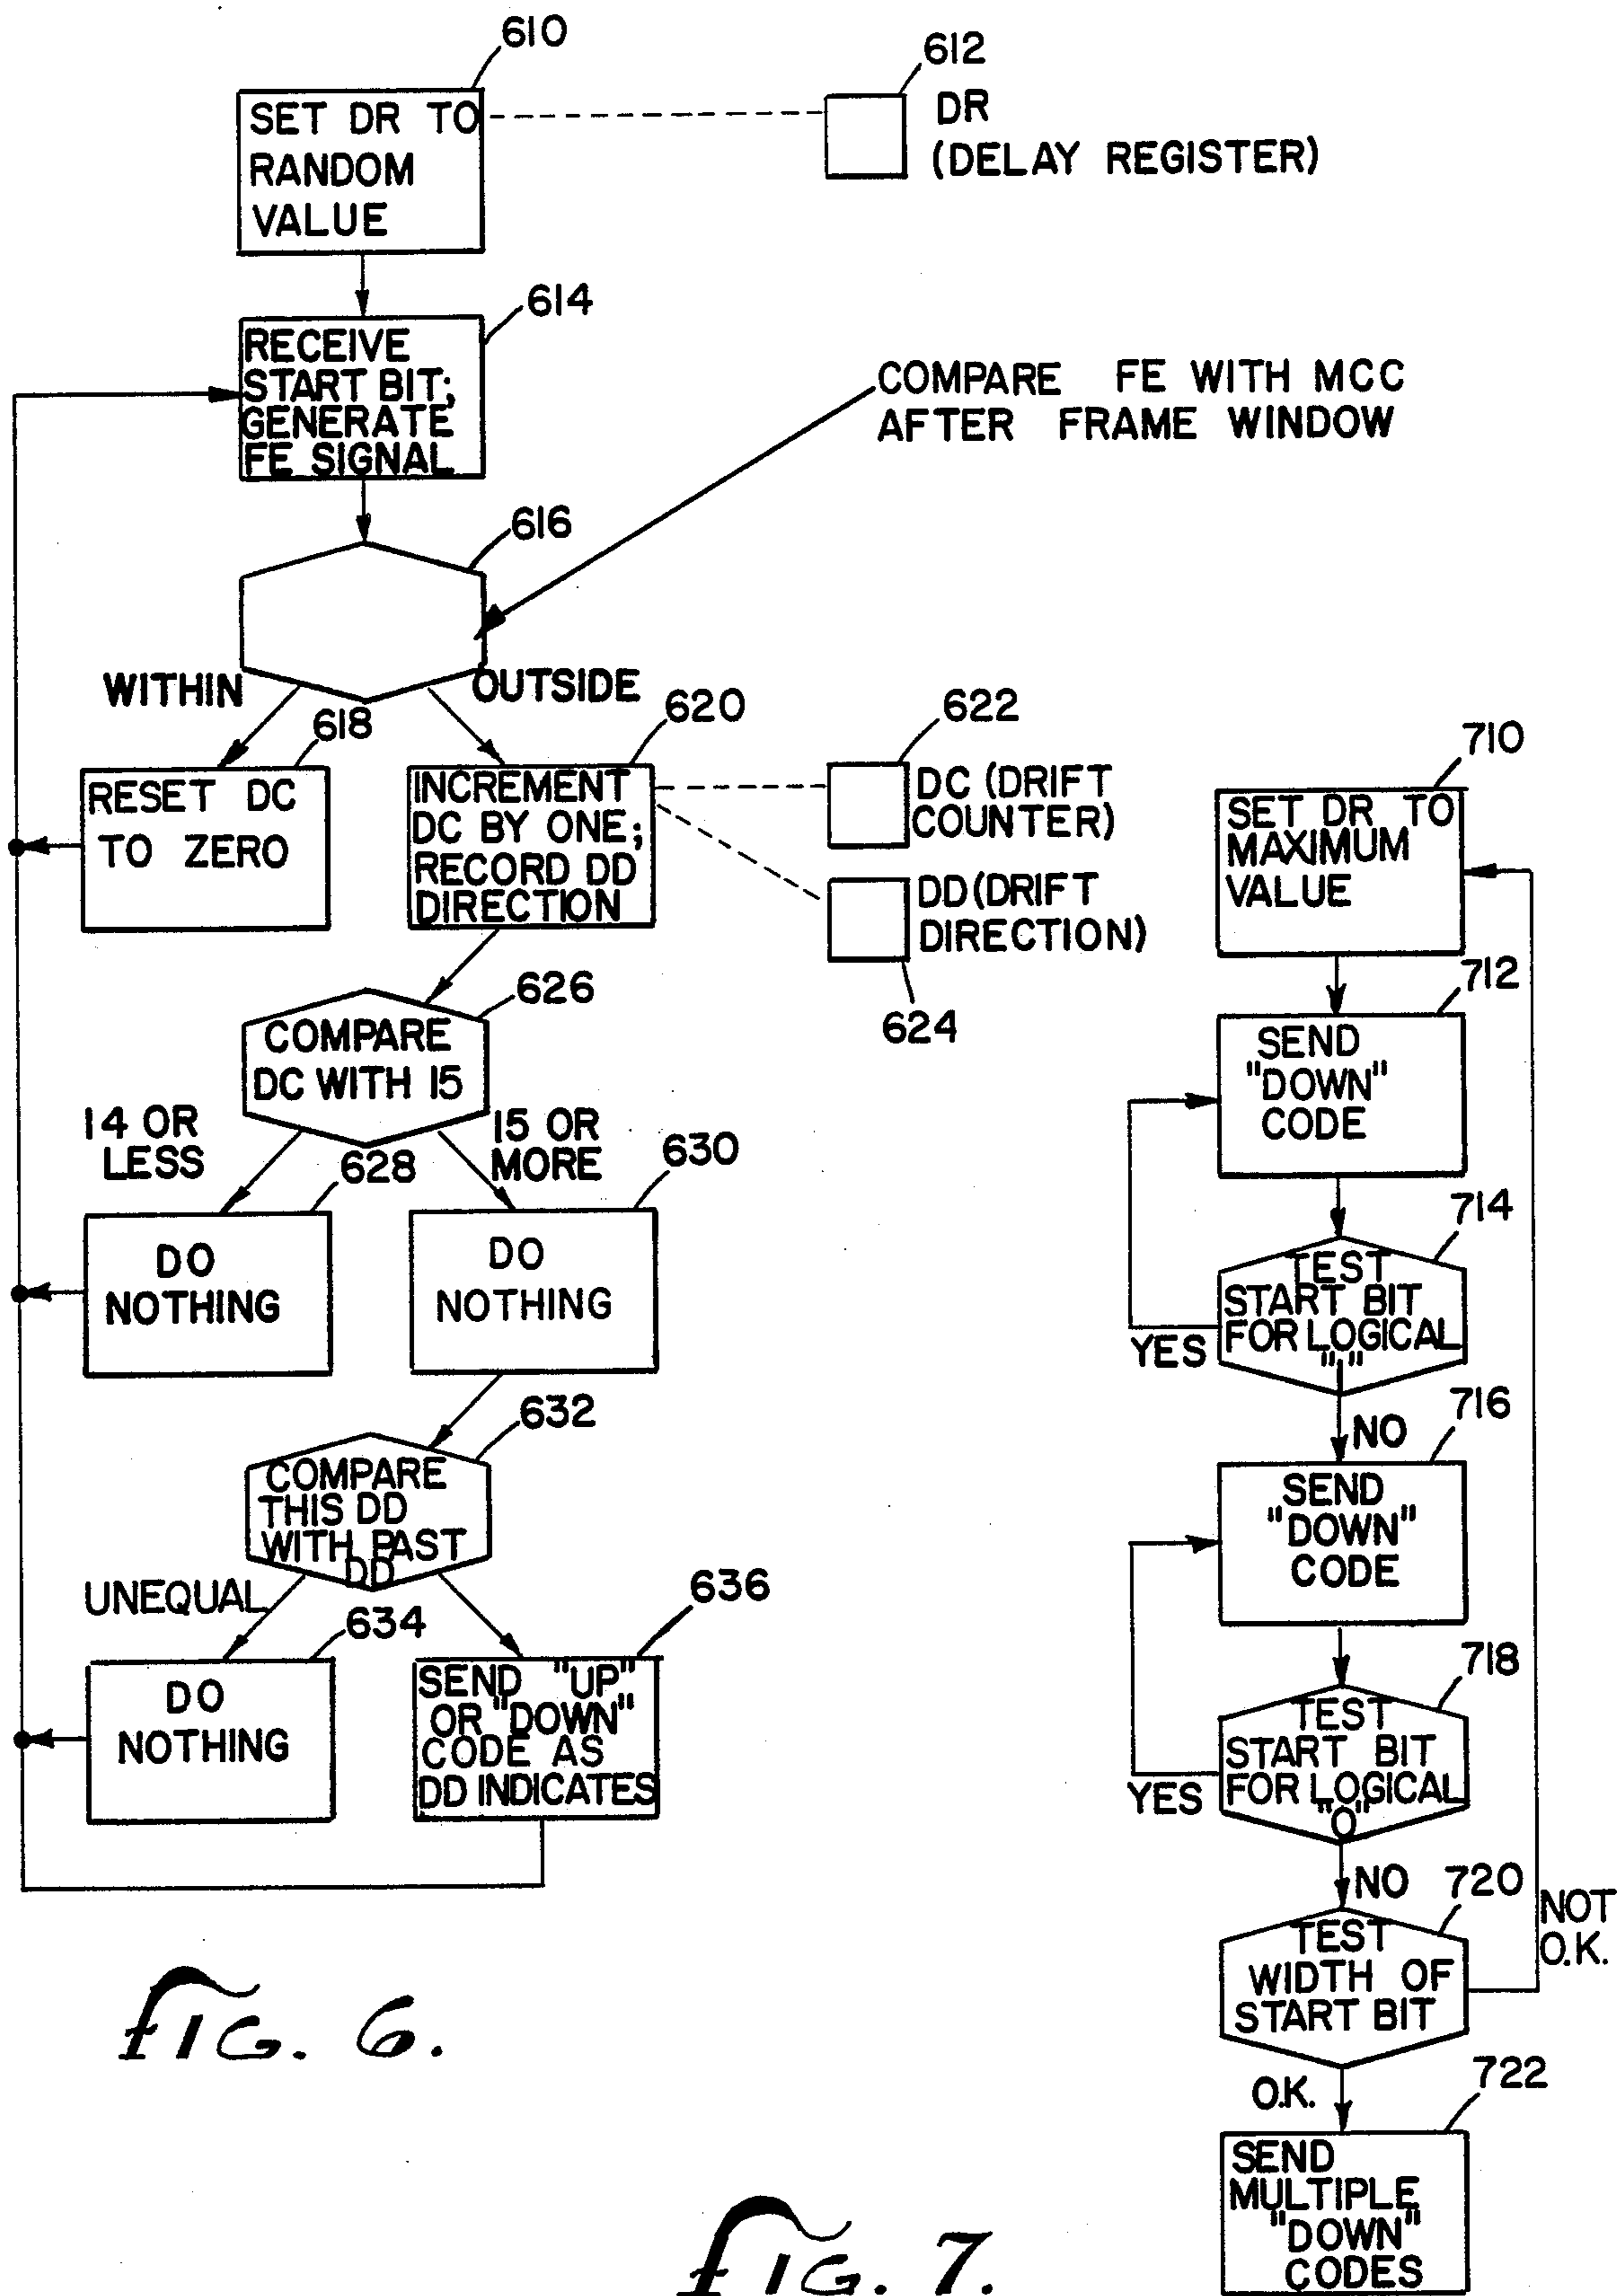 610
SET DR TO
RANDOM
VALUE
612
DR
(DELAY REGISTER)
614
RECEIVE
START BIT;
GENERATE
FE SIGNAL
COMPARE FE WITH MCC
AFTER FRAME WINDOW
616
WITHIN
OUTSIDE
618
RESET DC
TO ZERO
620
INCREMENT
DC BY ONE;
RECORD DD
DIRECTION
622
DC (DRIFT
COUNTER)
DD (DRIFT
DIRECTION)
624
626
COMPARE
DC WITH 15
14 OR
LESS
15 OR
MORE
628
DO
NOTHING
630
DO
NOTHING
632
COMPARE
THIS DD
WITH PAST
DD
UNEQUAL
634
DO
NOTHING
636
SEND "UP"
OR "DOWN"
CODE AS
DD INDICATES
FIG. 6.
710
SET DR TO
MAXIMUM
VALUE
712
SEND
"DOWN"
CODE
714
TEST
START BIT
FOR LOGICAL
"1"
YES
NO
716
SEND
"DOWN"
CODE
718
TEST
START BIT
FOR LOGICAL
"0"
YES
NO
720
TEST
WIDTH OF
START BIT
NOT
O.K.
O.K.
722
SEND
MULTIPLE
"DOWN"
CODES
FIG. 7.